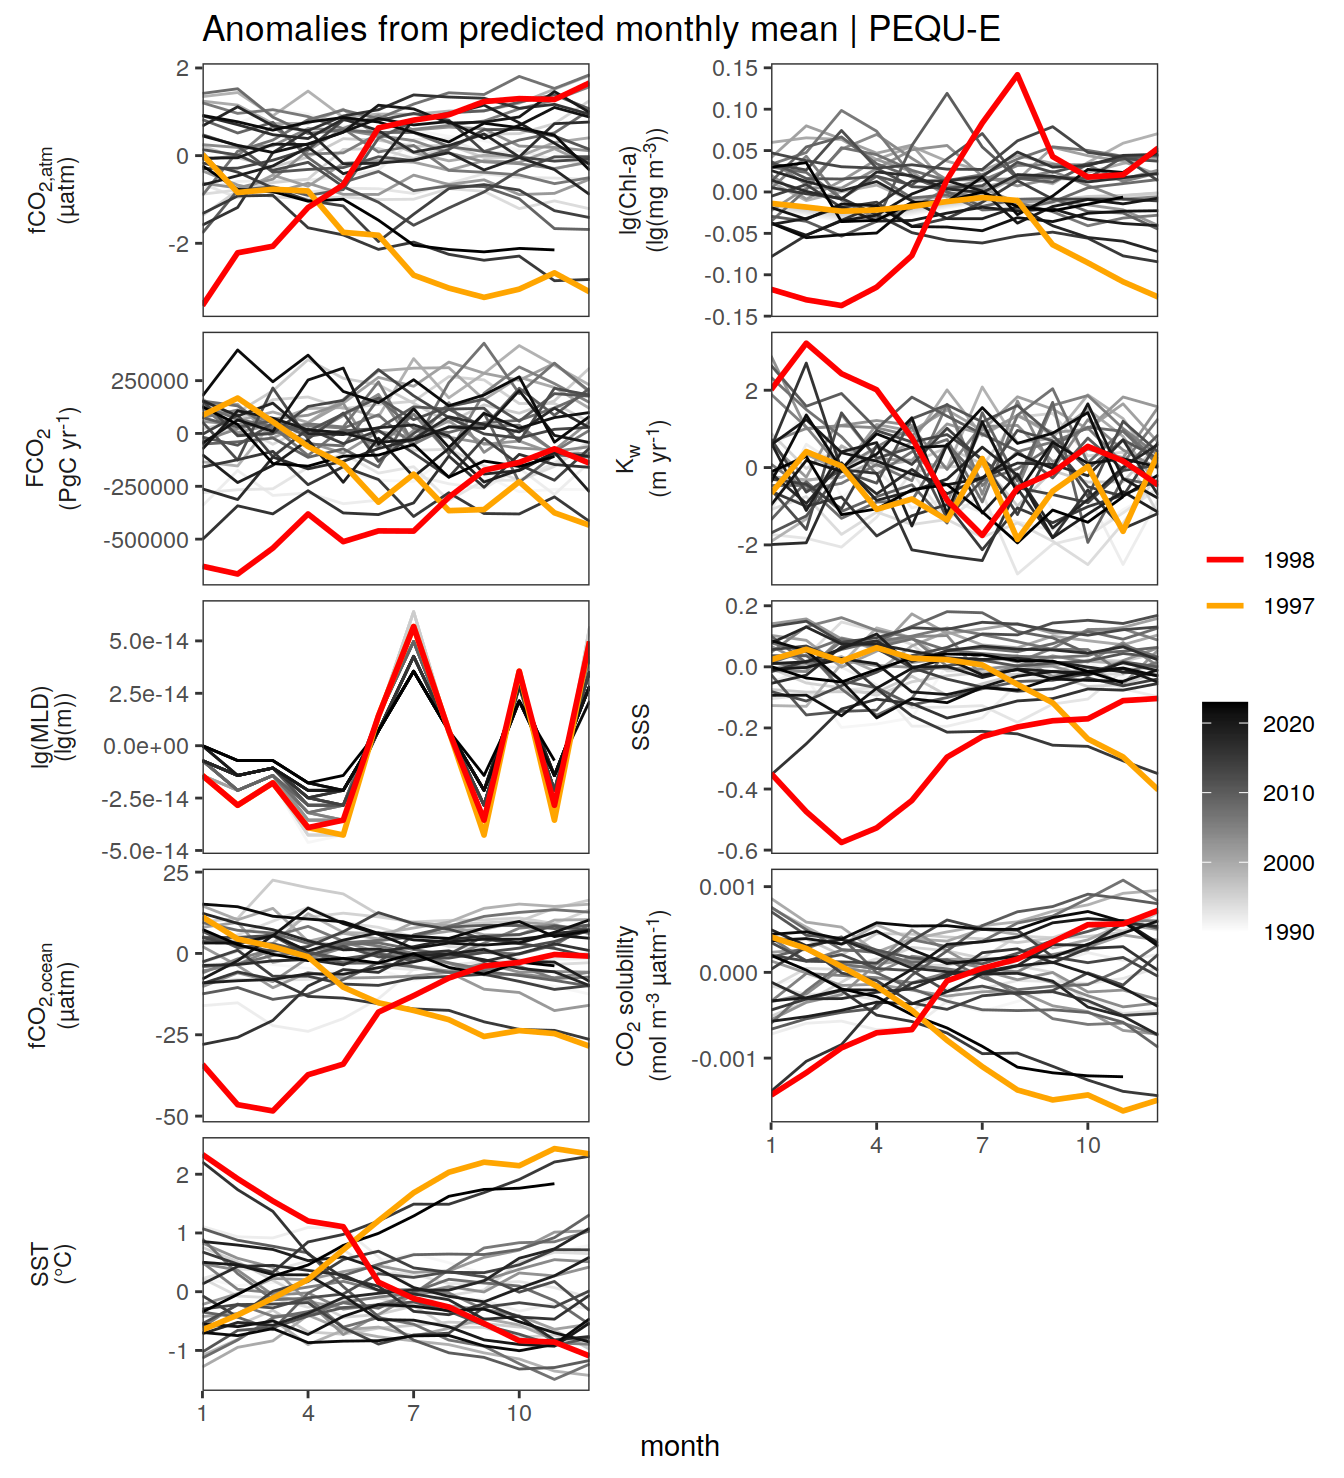 Anomalies from predicted monthly mean | PEQU-E
fCO2,atm
(µatm)
2
0
-2
lg(Chl-a)
(lg(mg m-3))
0.15
0.10
0.05
0.00
-0.05
-0.10
-0.15
FCO2
(PgC yr-1)
250000
0
-250000
-500000
Kw
(m yr-1)
2
0
-2
lg(MLD)
(lg(m))
5.0e-14
2.5e-14
0.0e+00
-2.5e-14
-5.0e-14
SSS
0.2
0.0
-0.2
-0.4
-0.6
fCO2,ocean
(µatm)
25
0
-25
-50
CO2 solubility
(mol m-3 µatm-1)
0.001
0.000
-0.001
1 4 7 10
SST
(°C)
2
1
0
-1
1 4 7 10
month
1998
1997
2020
2010
2000
1990